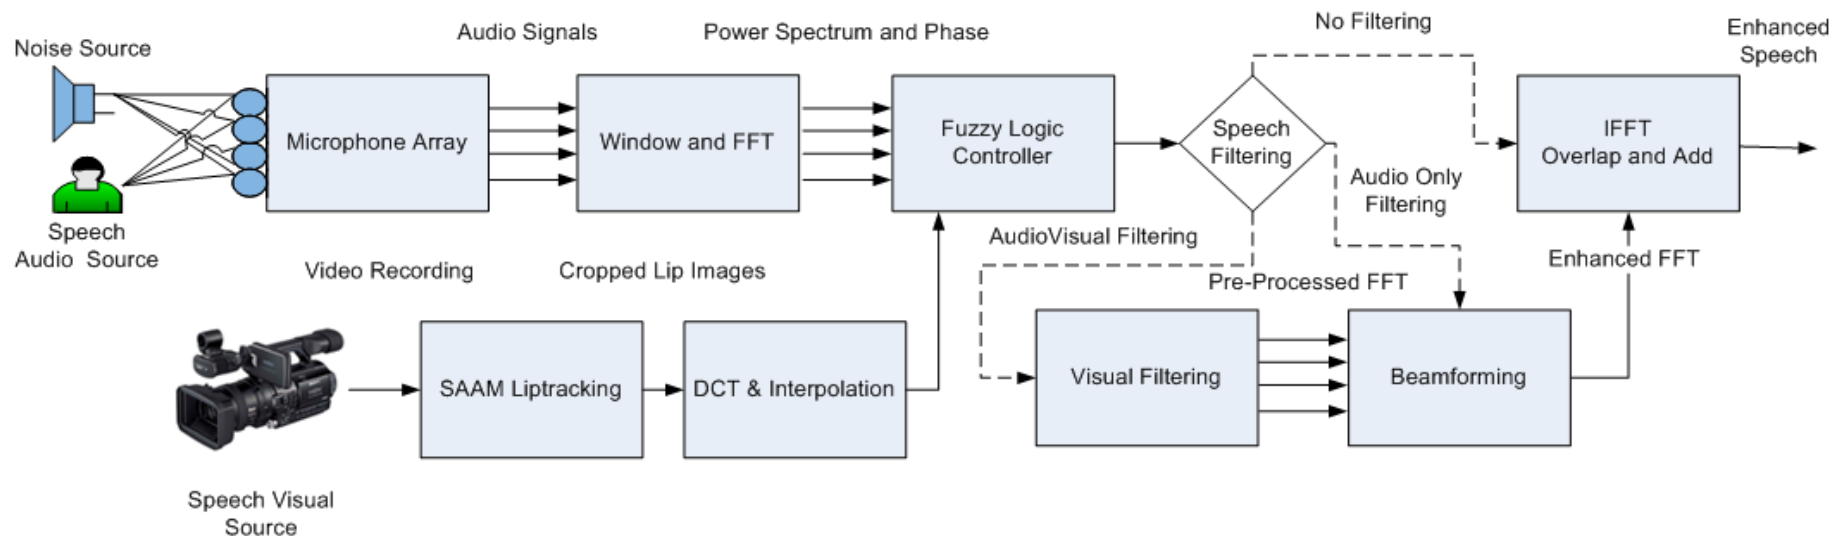 Noise Source
Audio Signals
Power Spectrum and Phase
No Filtering
Enhanced
Speech
Microphone Array
Window and FFT
Fuzzy Logic
Controller
Speech
Filtering
IFFT
Overlap and Add
Audio Only
Filtering
Speech
Audio  Source
Video Recording
Cropped Lip Images
AudioVisual Filtering
Pre-Processed FFT
Enhanced FFT
SAAM Liptracking
DCT & Interpolation
Visual Filtering
Beamforming
Speech Visual
Source